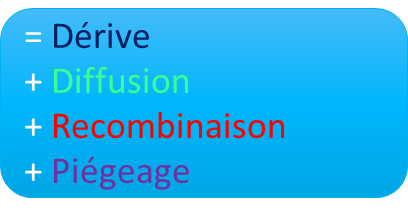 = Dérive
+ Diffusion
+ Recombinaison
+ Piégeage